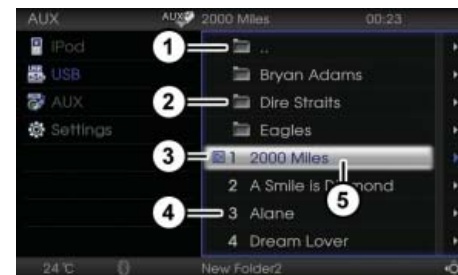 AUX AUX 2000 Miles 00:23
iPod
USB
AUX
Settings
1
..
Bryan Adams
2
Dire Straits
Eagles
3
1 2000 Miles
5
2 A Smile is D mond
4
3 Alane
4 Dream Lover
24°C New Folder2